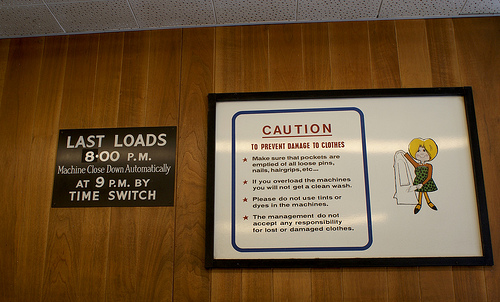 LAST LOADS
8·00 P.M.
Machine Close Down Automatically
AT 9 P.M. BY
TIME SWITCH
CAUTION
TO PREVENT DAMAGE TO CLOTHES
★ Make sure that pockets are
emptied of all loose pins,
nails, hairgrips, etc...
★ If you overload the machines
you will not get a clean wash.
★ Please do not use tints or
dyes in the machines.
★ The management do not
accept any responsibility
for lost or damaged clothes.